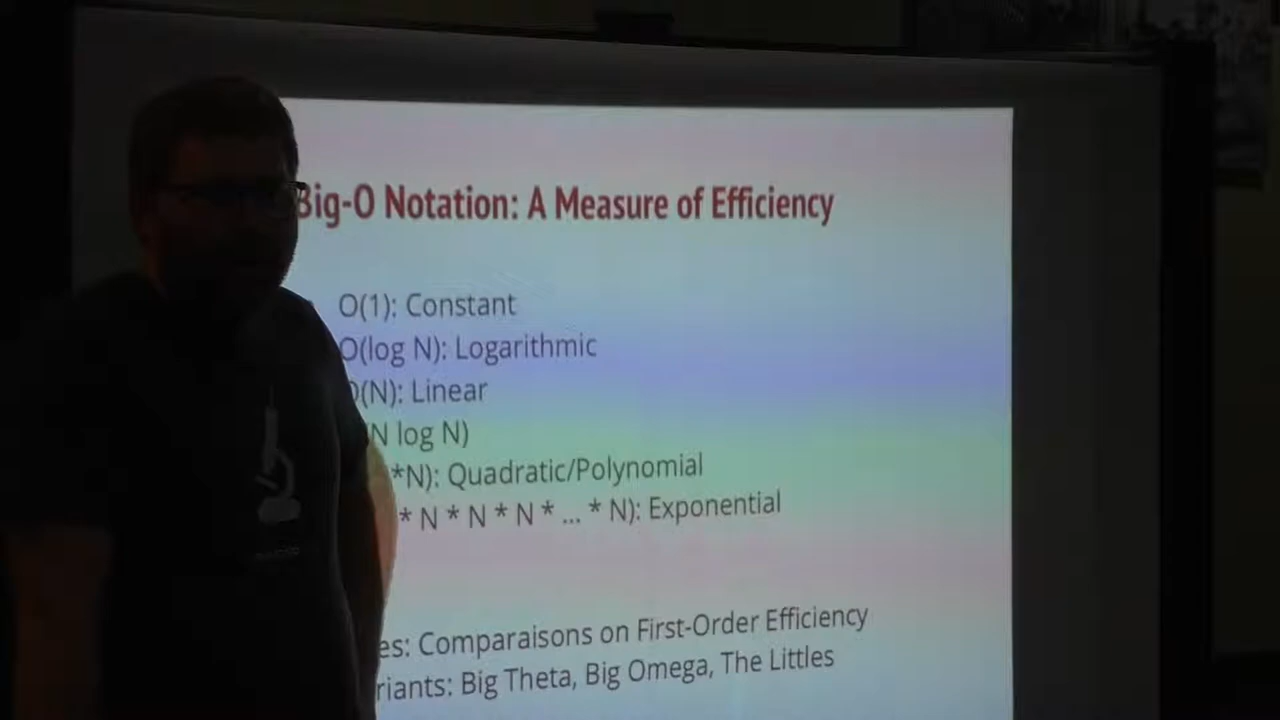 Big-O Notation: A Measure of Efficiency
O(1): Constant
O(log N): Logarithmic
O(N): Linear
N log N)
*N): Quadratic/Polynomial
* N * N * N * ... * N): Exponential
es: Comparaisons on First-Order Efficiency
riants: Big Theta, Big Omega, The Littles